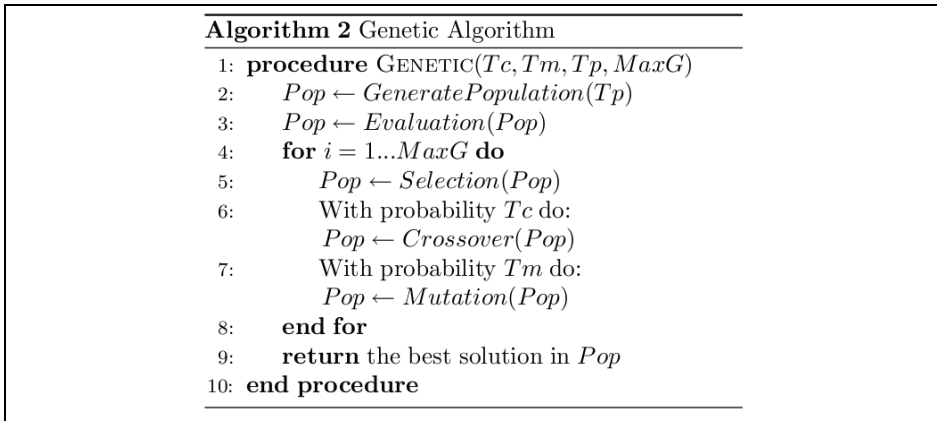 Algorithm 2 Genetic Algorithm
1: procedure GENETIC(Tc, Tm, Tp, MaxG)
2: Pop ← GeneratePopulation(Tp)
3: Pop ← Evaluation(Pop)
4: for i = 1...MaxG do
5: Pop ← Selection(Pop)
6: With probability Tc do:
Pop ← Crossover(Pop)
7: With probability Tm do:
Pop ← Mutation(Pop)
8: end for
9: return the best solution in Pop
10: end procedure